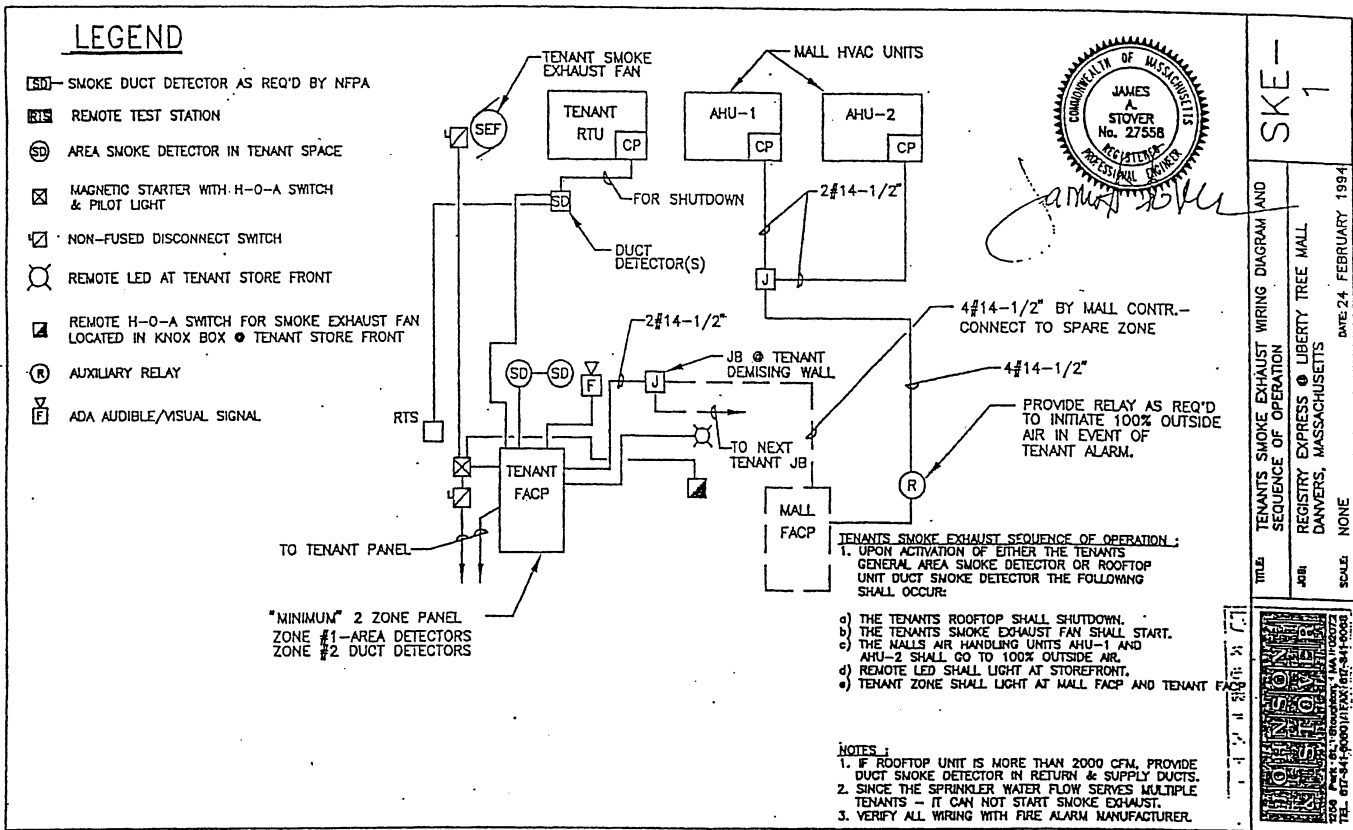 LEGEND
SD SMOKE DUCT DETECTOR AS REQ'D BY NFPA
RTS REMOTE TEST STATION
SD AREA SMOKE DETECTOR IN TENANT SPACE
MAGNETIC STARTER WITH H-O-A SWITCH
& PILOT LIGHT
NON-FUSED DISCONNECT SWITCH
REMOTE LED AT TENANT STORE FRONT
REMOTE H-O-A SWITCH FOR SMOKE EXHAUST FAN
LOCATED IN KNOX BOX @ TENANT STORE FRONT
R AUXILIARY RELAY
F ADA AUDIBLE/VISUAL SIGNAL
TENANT SMOKE
EXHAUST FAN
SEF
TENANT
RTU
CP
MALL HVAC UNITS
AHU-1
CP
AHU-2
CP
FOR SHUTDOWN
SD
DUCT
DETECTOR(S)
2#14-1/2"
J
2#14-1/2"
J
JB @ TENANT
DEMISING WALL
4#14-1/2" BY MALL CONTR.-
CONNECT TO SPARE ZONE
4#14-1/2"
PROVIDE RELAY AS REQ'D
TO INITIATE 100% OUTSIDE
AIR IN EVENT OF
TENANT ALARM.
R
SD SD
F
RTS
TO NEXT
TENANT JB
TENANT
FACP
MALL
FACP
TO TENANT PANEL
"MINIMUM" 2 ZONE PANEL
ZONE #1-AREA DETECTORS
ZONE #2 DUCT DETECTORS
TENANTS SMOKE EXHAUST SEQUENCE OF OPERATION :
1. UPON ACTIVATION OF EITHER THE TENANTS
GENERAL AREA SMOKE DETECTOR OR ROOFTOP
UNIT DUCT SMOKE DETECTOR THE FOLLOWING
SHALL OCCUR:
a) THE TENANTS ROOFTOP SHALL SHUTDOWN.
b) THE TENANTS SMOKE EXHAUST FAN SHALL START.
c) THE MALLS AIR HANDLING UNITS AHU-1 AND
AHU-2 SHALL GO TO 100% OUTSIDE AIR.
d) REMOTE LED SHALL LIGHT AT STOREFRONT.
e) TENANT ZONE SHALL LIGHT AT MALL FACP AND TENANT FACP
NOTES :
1. IF ROOFTOP UNIT IS MORE THAN 2000 CFM, PROVIDE
DUCT SMOKE DETECTOR IN RETURN & SUPPLY DUCTS.
2. SINCE THE SPRINKLER WATER FLOW SERVES MULTIPLE
TENANTS - IT CAN NOT START SMOKE EXHAUST.
3. VERIFY ALL WIRING WITH FIRE ALARM MANUFACTURER.
COMMONWEALTH OF MASSACHUSETTS
JAMES
A.
STOVER
No. 27558
REGISTERED
PROFESSIONAL ENGINEER
SKE-
1
TITLE: TENANTS SMOKE EXHAUST WIRING DIAGRAM AND
SEQUENCE OF OPERATION
JOB: REGISTRY EXPRESS @ LIBERTY TREE MALL
DANVERS, MASSACHUSETTS
SCALE: NONE
DATE: 24 FEBRUARY 1994
JOHNSON
STOVER